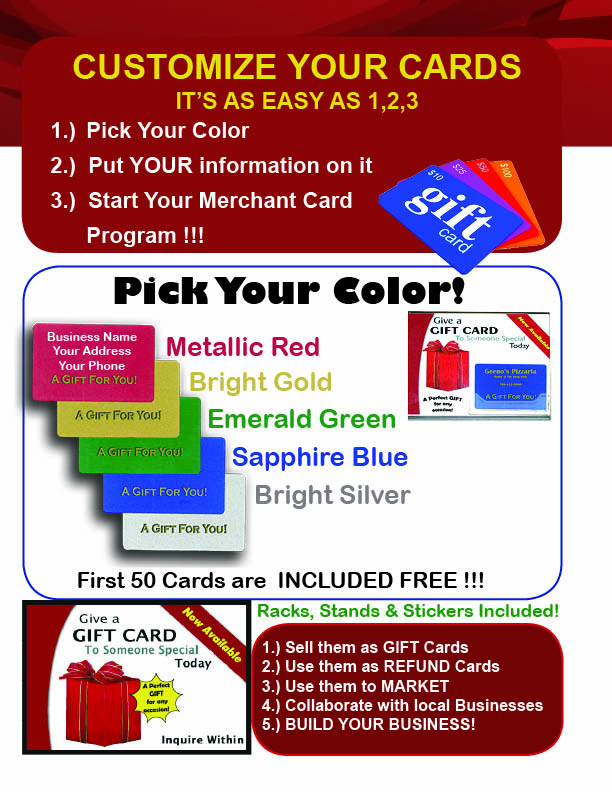 CUSTOMIZE YOUR CARDS
IT'S AS EASY AS 1,2,3
1.) Pick Your Color
2.) Put YOUR information on it
3.) Start Your Merchant Card
Program !!!
$10
$25
$50
$100
gift
card
Pick Your Color!
Business Name
Your Address
Your Phone
A GIFT FOR YOU!
A GIFT FOR YOU!
A GIFT FOR YOU!
A GIFT FOR YOU!
A GIFT FOR YOU!
Metallic Red
Bright Gold
Emerald Green
Sapphire Blue
Bright Silver
Give a
GIFT CARD
To Someone Special
Today
Now Available
Geeno's Pizzaria
A GIFT FOR YOU!
A Perfect GIFT
for any
occasion!
First 50 Cards are INCLUDED FREE !!!
Give a
GIFT CARD
To Someone Special
Today
Now Available
A Perfect
GIFT
for any
occasion!
Inquire Within
Racks, Stands & Stickers Included!
1.) Sell them as GIFT Cards
2.) Use them as REFUND Cards
3.) Use them to MARKET
4.) Collaborate with local Businesses
5.) BUILD YOUR BUSINESS!